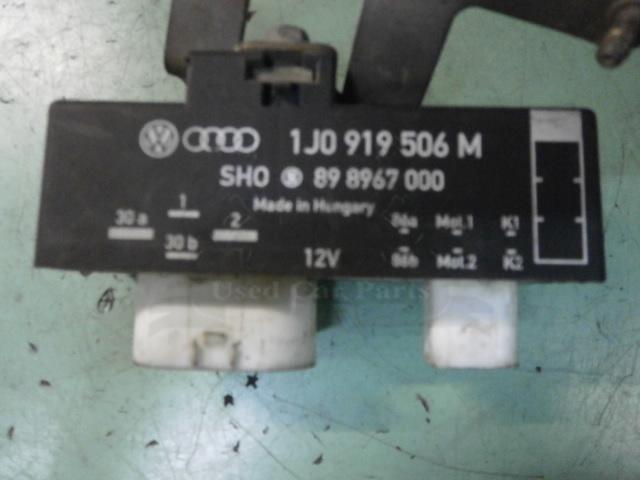 1J0 919 506 M
SHO S 89 8967 000
Made in Hungary
30 a 1 2 86a Mot.1 K1
30 b 12V 86b Mot.2 K2
Used Car Parts